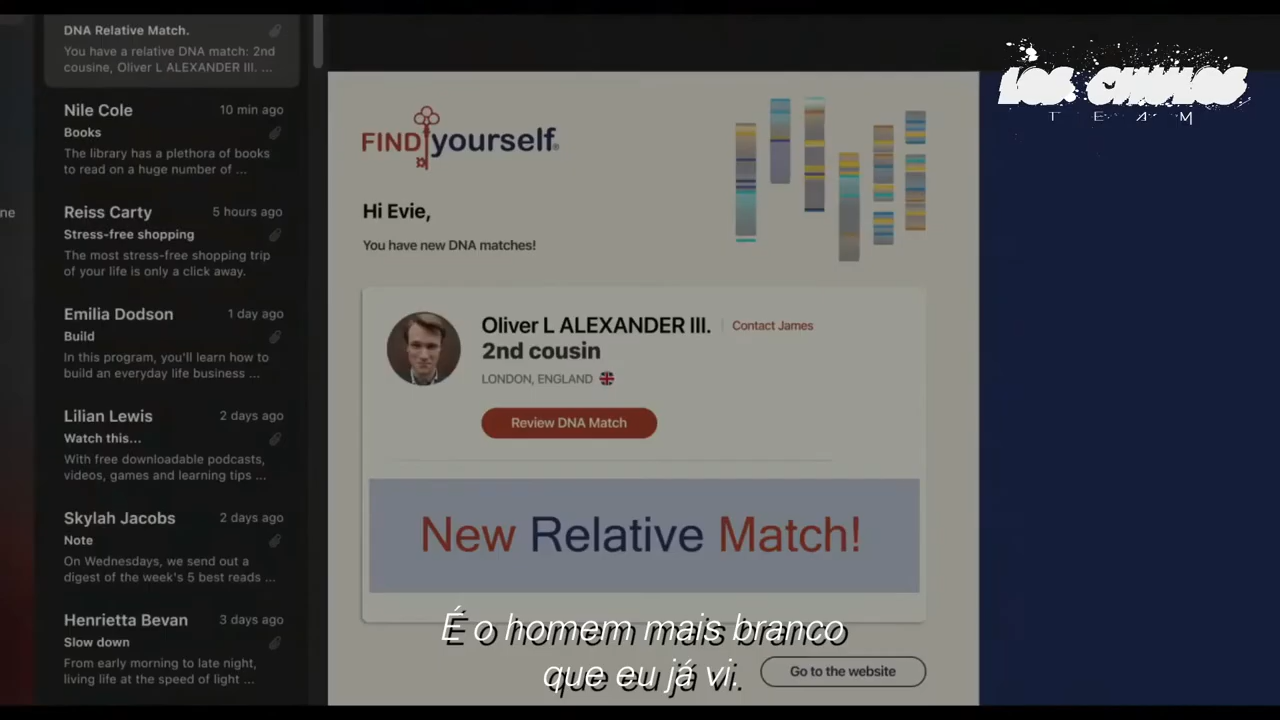 DNA Relative Match.
You have a relative DNA match: 2nd
cousine, Oliver L ALEXANDER III. ...
Nile Cole 10 min ago
Books
The library has a plethora of books
to read on a huge number of ...
ne
Reiss Carty 5 hours ago
Stress-free shopping
The most stress-free shopping trip
of your life is only a click away.
Emilia Dodson 1 day ago
Build
In this program, you'll learn how to
build an everyday life business ...
Lilian Lewis 2 days ago
Watch this...
With free downloadable podcasts,
videos, games and learning tips ...
Skylah Jacobs 2 days ago
Note
On Wednesdays, we send out a
digest of the week's 5 best reads ...
Henrietta Bevan 3 days ago
Slow down
From early morning to late night,
living life at the speed of light ...
FIND yourself®
Hi Evie,
You have new DNA matches!
Oliver L ALEXANDER III. Contact James
2nd cousin
LONDON, ENGLAND
Review DNA Match
New Relative Match!
Go to the website
LOS CHULOS
TEAM
É o homem mais branco
que eu já vi.